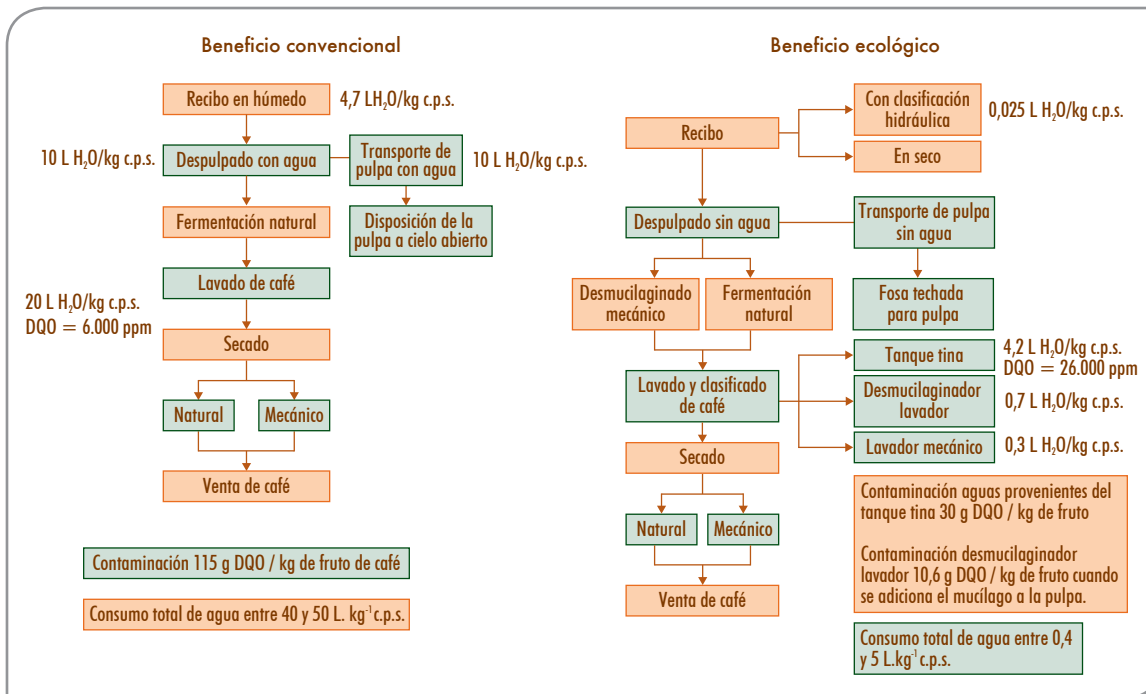 Beneficio convencional
Recibo en húmedo
4,7 LH₂O/kg c.p.s.
10 L H₂O/kg c.p.s.
Despulpado con agua
Transporte de
pulpa con agua
10 L H₂O/kg c.p.s.
Fermentación natural
Disposición de la
pulpa a cielo abierto
Lavado de café
20 L H₂O/kg c.p.s.
DQO = 6.000 ppm
Secado
Natural
Mecánico
Venta de café
Contaminación 115 g DQO / kg de fruto de café
Consumo total de agua entre 40 y 50 L. kg⁻¹ c.p.s.
Beneficio ecológico
Recibo
Con clasificación
hidráulica
0,025 L H₂O/kg c.p.s.
En seco
Despulpado sin agua
Transporte de pulpa
sin agua
Desmucilaginado
mecánico
Fermentación
natural
Fosa techada
para pulpa
Lavado y clasificado
de café
Tanque tina
4,2 L H₂O/kg c.p.s.
DQO = 26.000 ppm
Desmucilaginador
lavador
0,7 L H₂O/kg c.p.s.
Lavador mecánico
0,3 L H₂O/kg c.p.s.
Secado
Natural
Mecánico
Venta de café
Contaminación aguas provenientes del
tanque tina 30 g DQO / kg de fruto
Contaminación desmucilaginador
lavador 10,6 g DQO / kg de fruto cuando
se adiciona el mucílago a la pulpa.
Consumo total de agua entre 0,4
y 5 L.kg⁻¹ c.p.s.